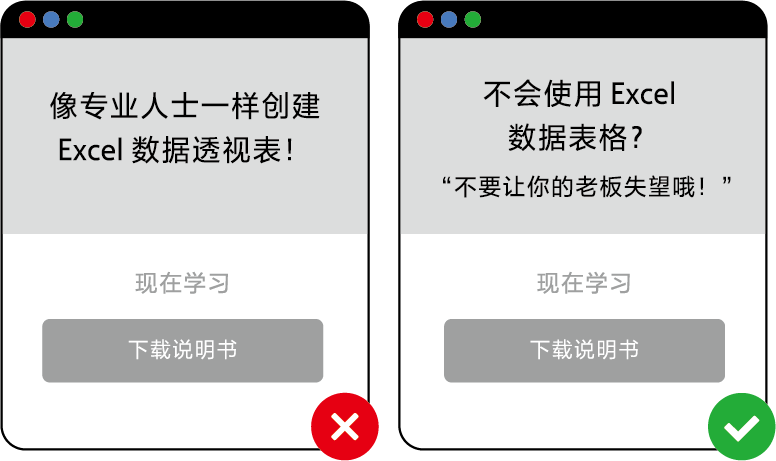 像专业人士一样创建
Excel 数据透视表！
现在学习
下载说明书
不会使用 Excel
数据表格？
“不要让你的老板失望哦！”
现在学习
下载说明书